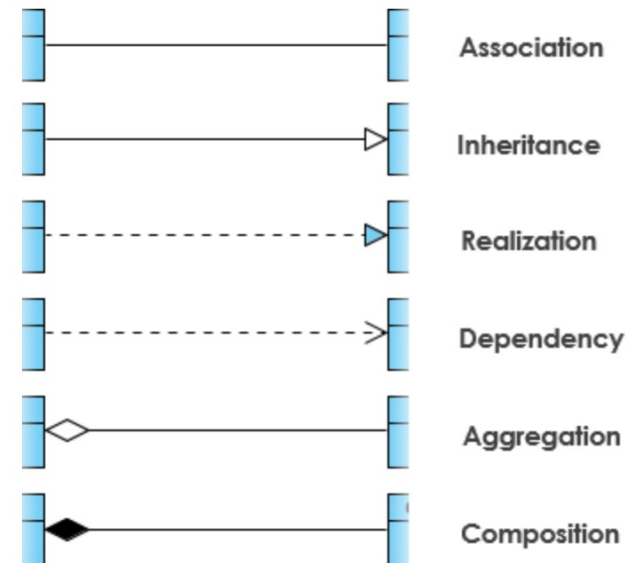 Association
Inheritance
Realization
Dependency
Aggregation
Composition